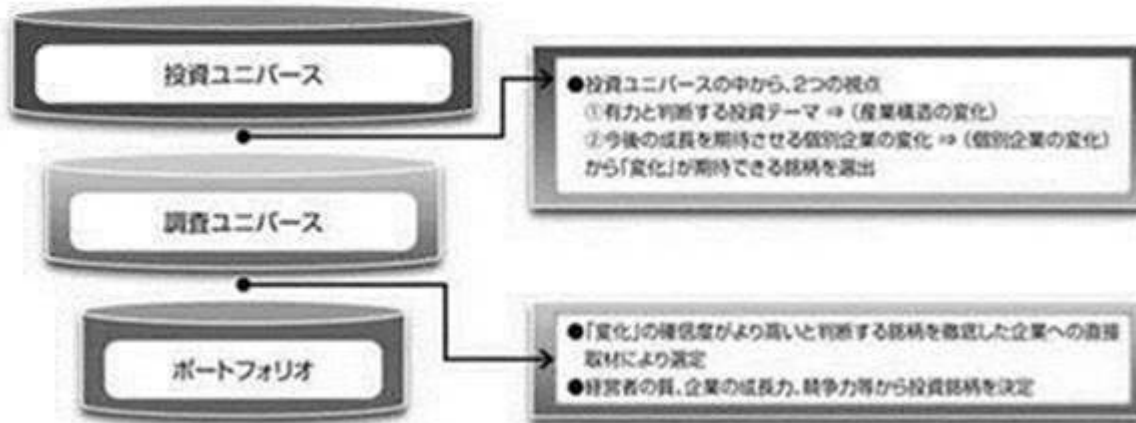 投資ユニバース
●投資ユニバースの中から、2つの視点
①有力と判断する投資テーマ ⇒ (産業構造の変化)
②今後の成長を期待させる個別企業の変化 ⇒ (個別企業の変化)
から「変化」が期待できる銘柄を選出
調査ユニバース
●「変化」の確信度がより高いと判断する銘柄を徹底した企業への直接
取材により選定
●経営者の質、企業の成長力、競争力等から投資銘柄を決定
ポートフォリオ